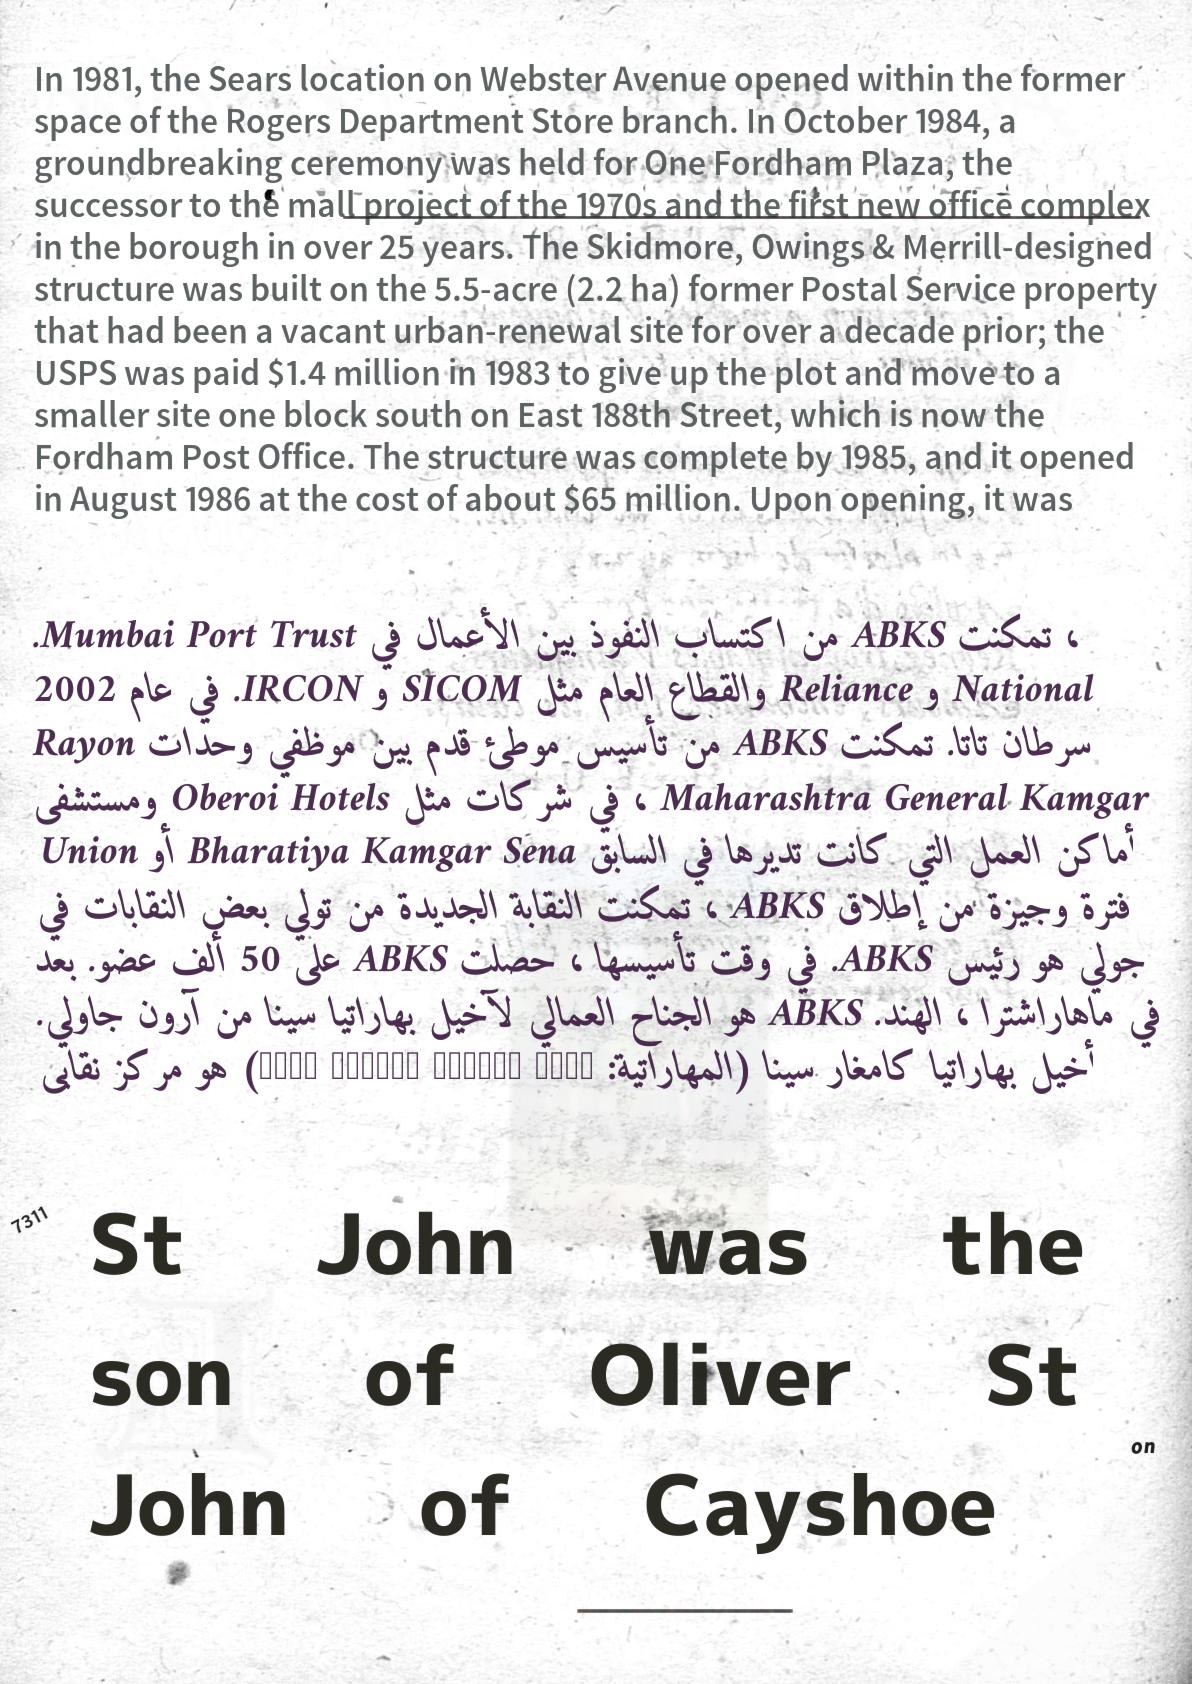 In 1981, the Sears location on Webster Avenue opened within the former
space of the Rogers Department Store branch. In October 1984, a
groundbreaking ceremony was held for One Fordham Plaza, the
successor to the mall project of the 1970s and the first new office complex
in the borough in over 25 years. The Skidmore, Owings & Merrill-designed
structure was built on the 5.5-acre (2.2 ha) former Postal Service property
that had been a vacant urban-renewal site for over a decade prior; the
USPS was paid $1.4 million in 1983 to give up the plot and move to a
smaller site one block south on East 188th Street, which is now the
Fordham Post Office. The structure was complete by 1985, and it opened
in August 1986 at the cost of about $65 million. Upon opening, it was
، تمكنت ABKS من اكتساب النفوذ بين الأعمال في Mumbai Port Trust.
National و Reliance والقطاع العام مثل SICOM و IRCON. في عام 2002
سرطان تاتا. تمكنت ABKS من تأسيس موطئ قدم بين موظفي وحدات Rayon
Maharashtra General Kamgar ، في شركات مثل Oberoi Hotels ومستشفى
أماكن العمل التي كانت تديرها في السابق Bharatiya Kamgar Sena أو Union
فترة وجيزة من إطلاق ABKS ، تمكنت النقابة الجديدة من تولي بعض النقابات في
جولي هو رئيس ABKS. في وقت تأسيسها ، حصلت ABKS على 50 ألف عضو. بعد
في ماهاراشترا ، الهند. ABKS هو الجناح العمالي لآخيل بهاراتيا سينا من آرون جاولي.
أخيل بهاراتيا كامغار سينا (المهاراتية: ) هو مركز نقابي
7311
St John was the
son of Oliver St
on
John of Cayshoe